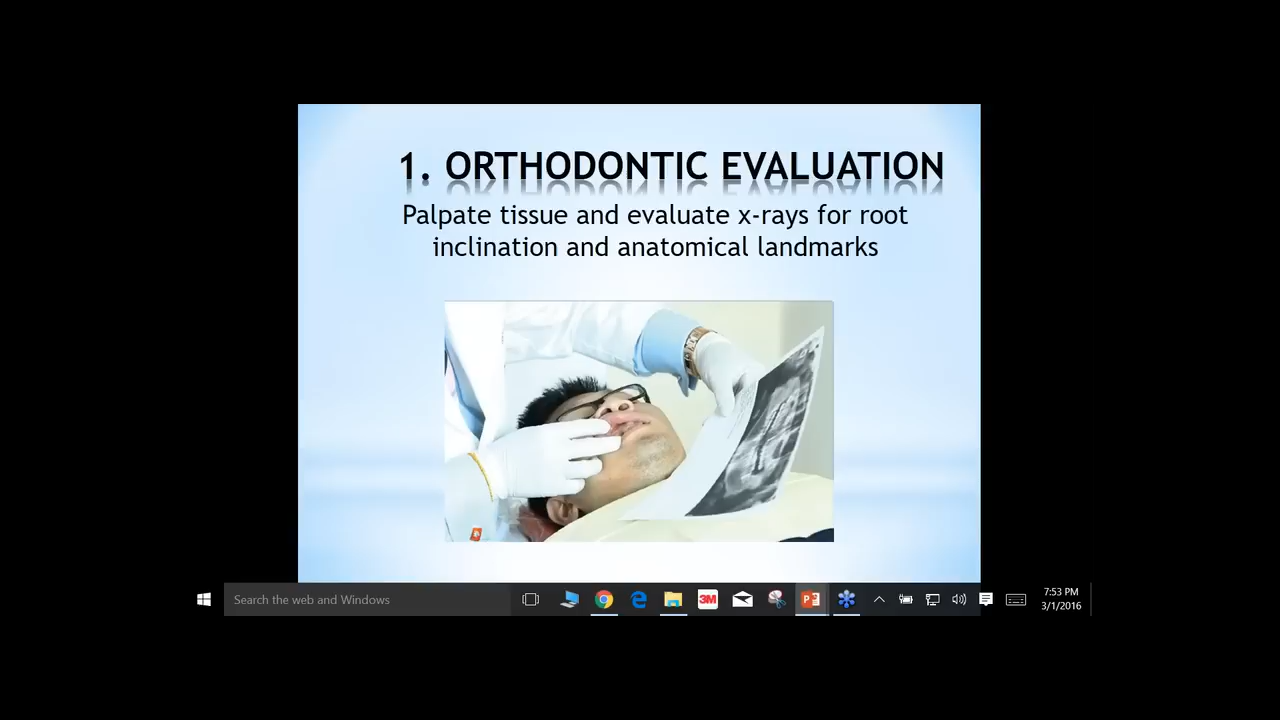 1. ORTHODONTIC EVALUATION
Palpate tissue and evaluate x-rays for root
inclination and anatomical landmarks
Search the web and Windows
3M
7:53 PM
3/1/2016